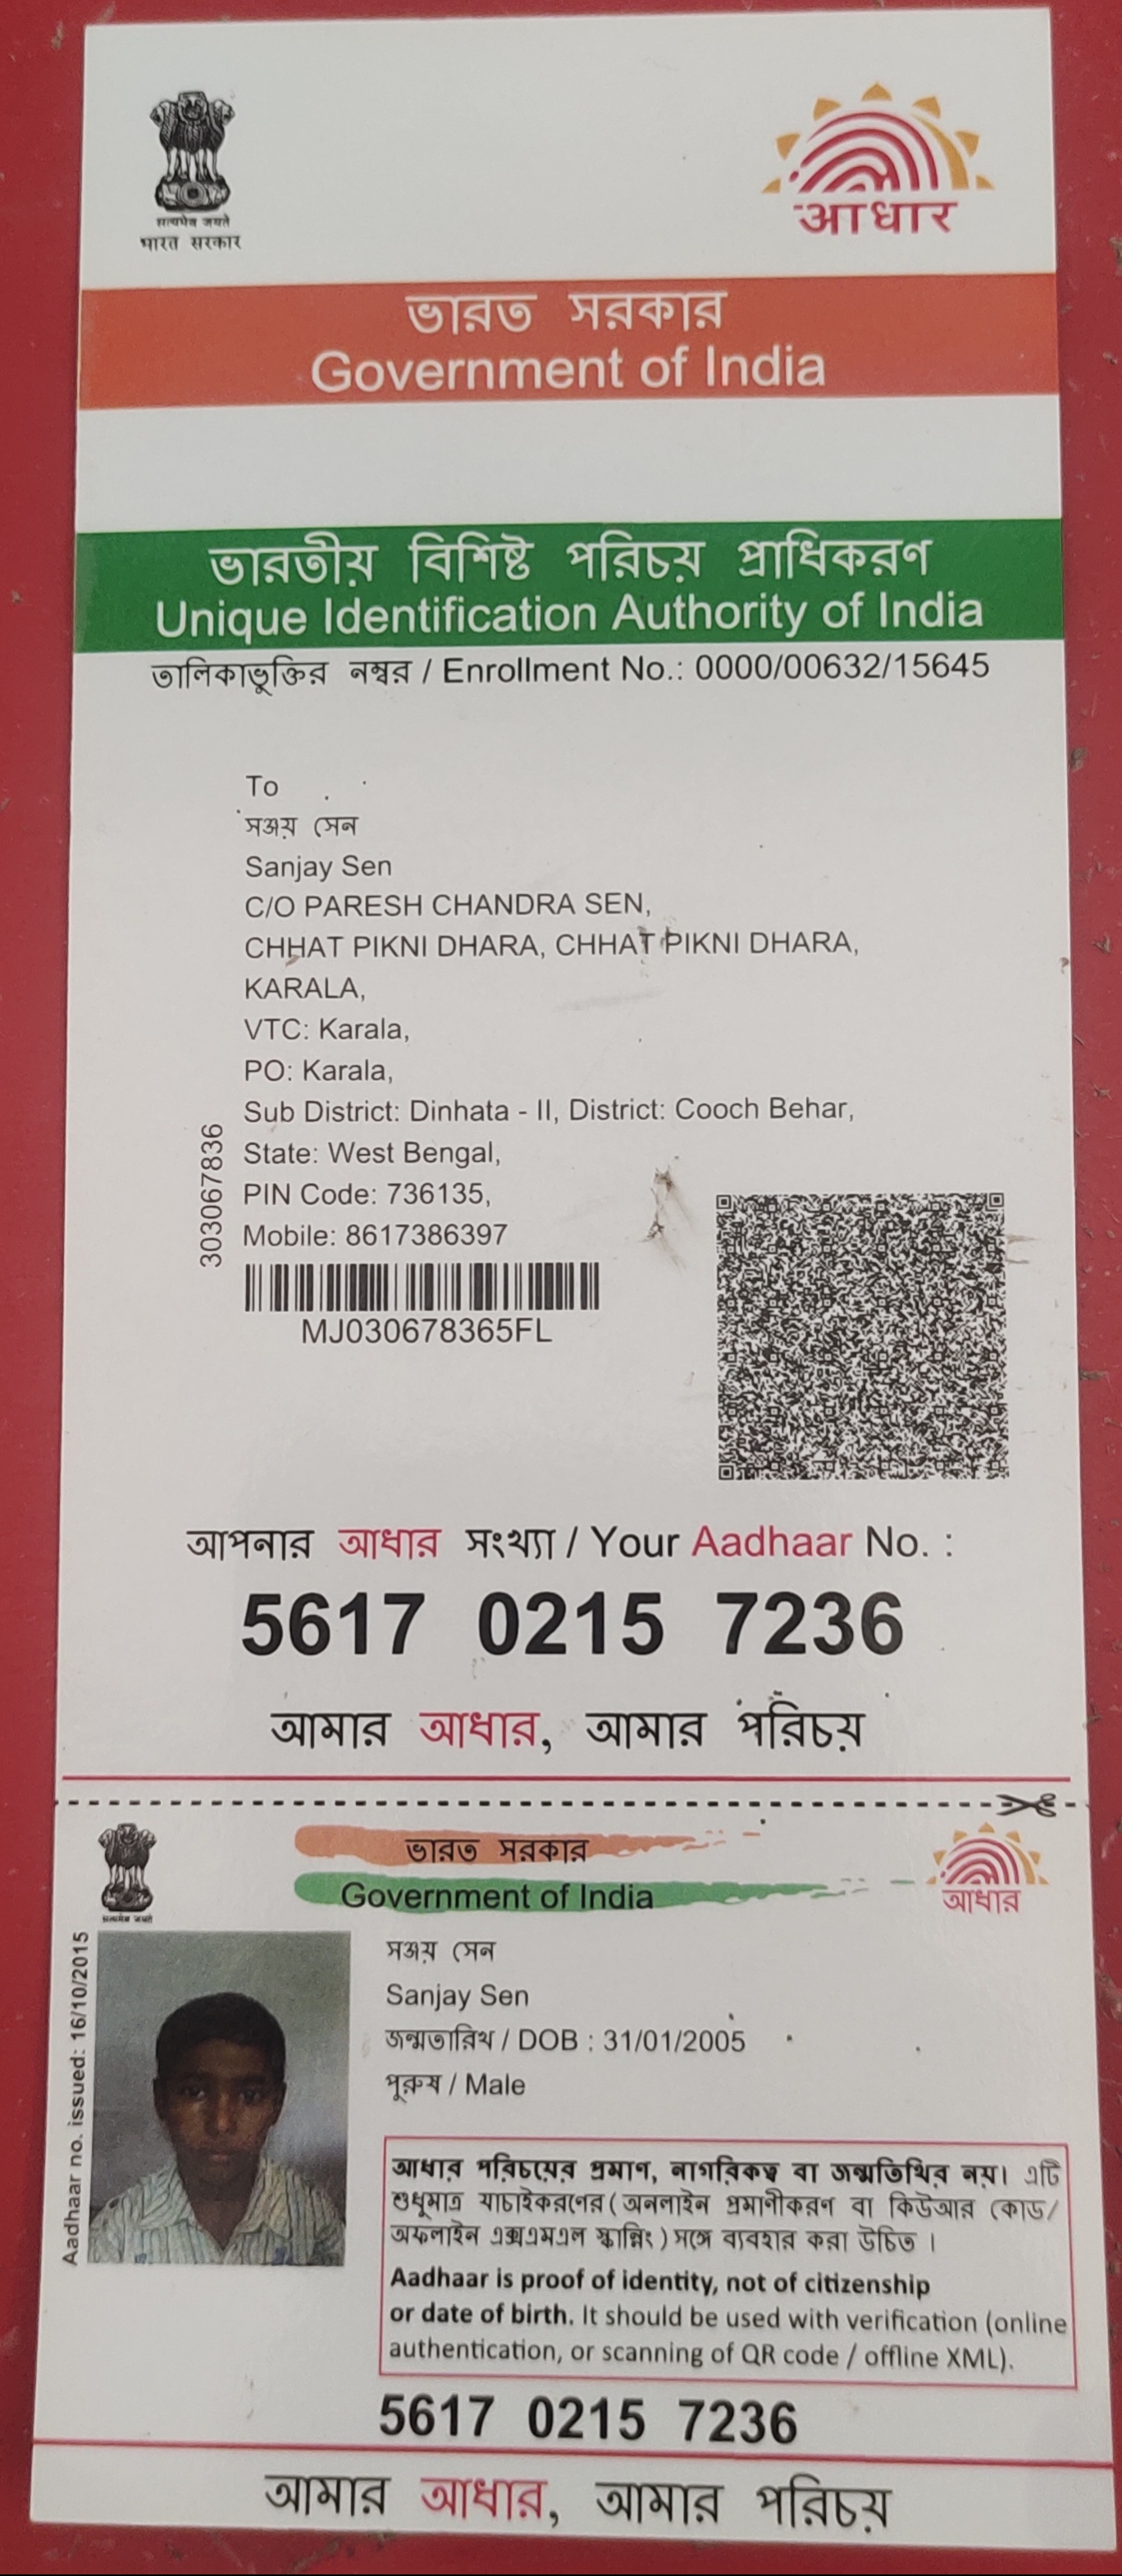 सत्यमेव जयते
भारत सरकार
आधार
ভারত সরকার
Government of India
ভারতীয় বিশিষ্ট পরিচয় প্রাধিকরণ
Unique Identification Authority of India
তালিকাভুক্তির নম্বর / Enrollment No.: 0000/00632/15645
To
সঞ্জয় সেন
Sanjay Sen
C/O PARESH CHANDRA SEN,
CHHAT PIKNI DHARA, CHHAT PIKNI DHARA,
KARALA,
VTC: Karala,
PO: Karala,
Sub District: Dinhata - II, District: Cooch Behar,
State: West Bengal,
PIN Code: 736135,
Mobile: 8617386397
303067836
MJ030678365FL
আপনার আধার সংখ্যা / Your Aadhaar No. :
5617 0215 7236
আমার আধার, আমার পরিচয়
सत्यमेव जयते
ভারত সরকার
Government of India
আধার
Aadhaar no. issued: 16/10/2015
সঞ্জয় সেন
Sanjay Sen
জন্মতারিখ / DOB : 31/01/2005
পুরুষ / Male
আধার পরিচয়ের প্রমাণ, নাগরিকত্ব বা জন্মতিথির নয়। এটি
শুধুমাত্র যাচাইকরণের (অনলাইন প্রমাণীকরণ বা কিউআর কোড/
অফলাইন এক্সএমএল স্ক্যানিং) সঙ্গে ব্যবহার করা উচিত ।
Aadhaar is proof of identity, not of citizenship
or date of birth. It should be used with verification (online
authentication, or scanning of QR code / offline XML).
5617 0215 7236
আমার আধার, আমার পরিচয়